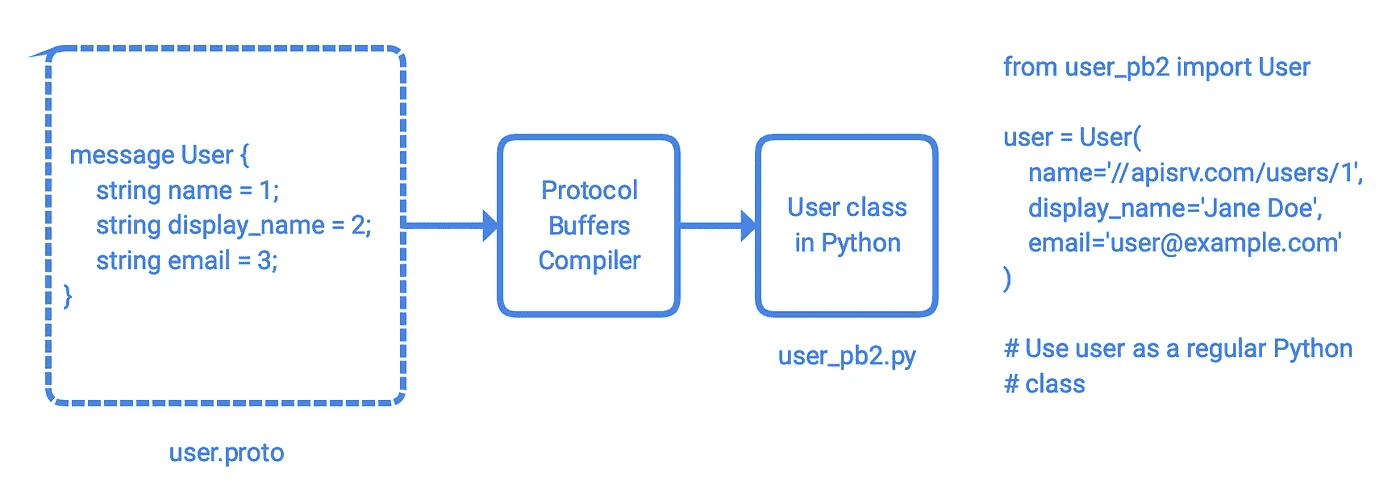 message User {
string name = 1;
string display_name = 2;
string email = 3;
}
user.proto
Protocol
Buffers
Compiler
User class
in Python
user_pb2.py
from user_pb2 import User
user = User(
name='//apisrv.com/users/1',
display_name='Jane Doe',
email='user@example.com'
)
# Use user as a regular Python
# class